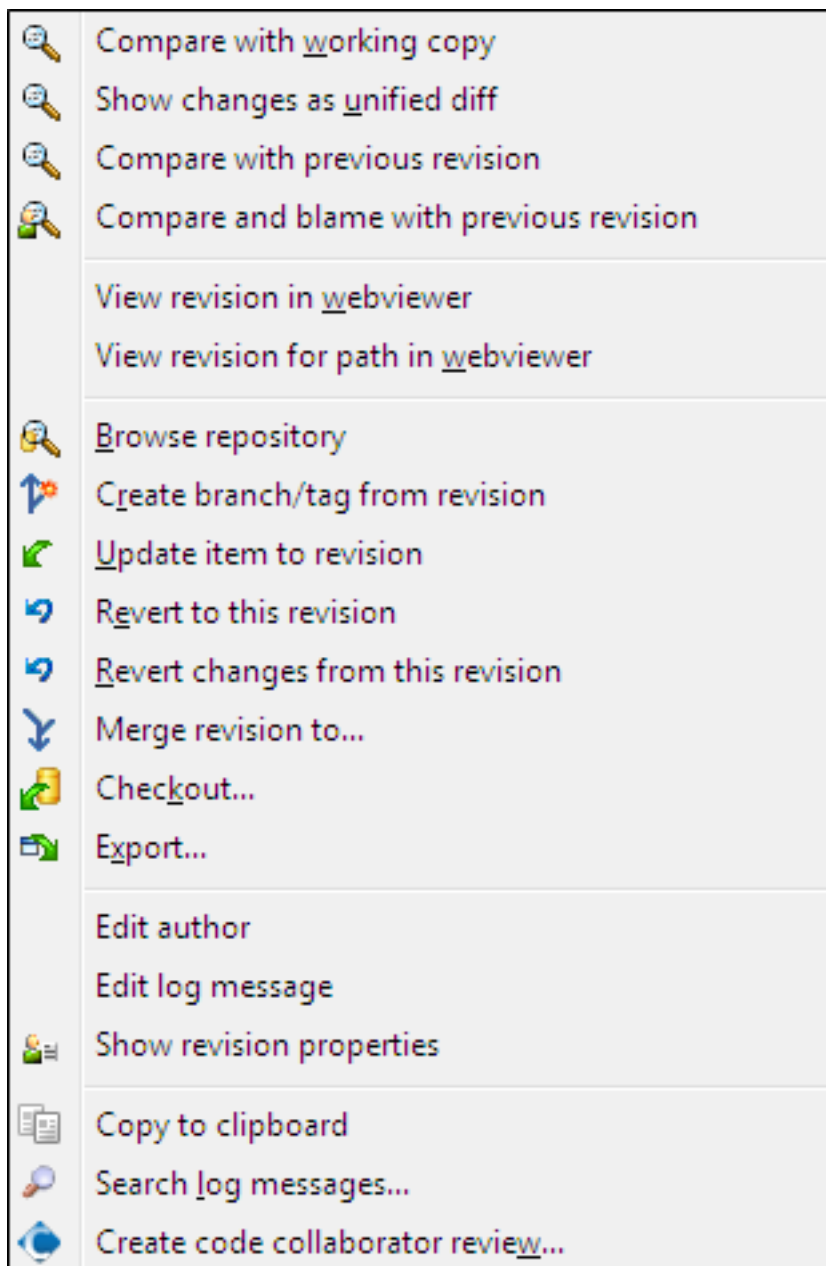 Compare with working copy
Show changes as unified diff
Compare with previous revision
Compare and blame with previous revision
View revision in webviewer
View revision for path in webviewer
Browse repository
Create branch/tag from revision
Update item to revision
Revert to this revision
Revert changes from this revision
Merge revision to...
Checkout...
Export...
Edit author
Edit log message
Show revision properties
Copy to clipboard
Search log messages...
Create code collaborator review...